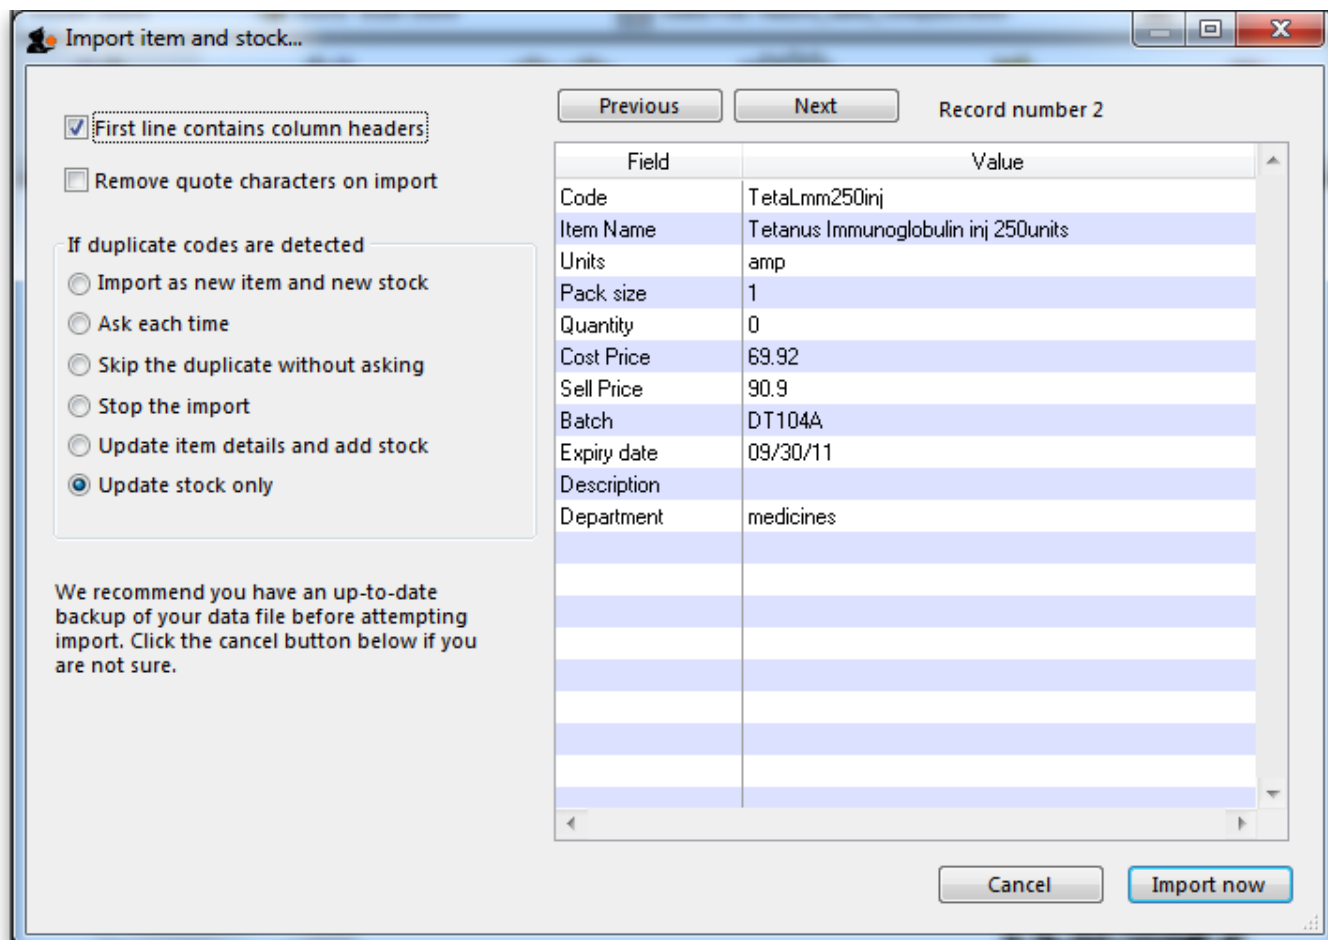 Import item and stock...
First line contains column headers
Remove quote characters on import
If duplicate codes are detected
Import as new item and new stock
Ask each time
Skip the duplicate without asking
Stop the import
Update item details and add stock
Update stock only
We recommend you have an up-to-date
backup of your data file before attempting
import. Click the cancel button below if you
are not sure.
Previous Next Record number 2
Field Value
Code TetaLmm250inj
Item Name Tetanus Immunoglobulin inj 250units
Units amp
Pack size 1
Quantity 0
Cost Price 69.92
Sell Price 90.9
Batch DT104A
Expiry date 09/30/11
Description
Department medicines
Cancel Import now